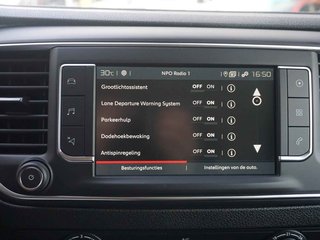 30°C NPO Radio 1 16:50
Grootlichtassistent OFF ON
Lane Departure Warning System OFF ON
Parkeerhulp OFF ON
Dodehoekbewaking OFF ON
Antispinregeling OFF ON
Besturingsfuncties Instellingen van de auto.